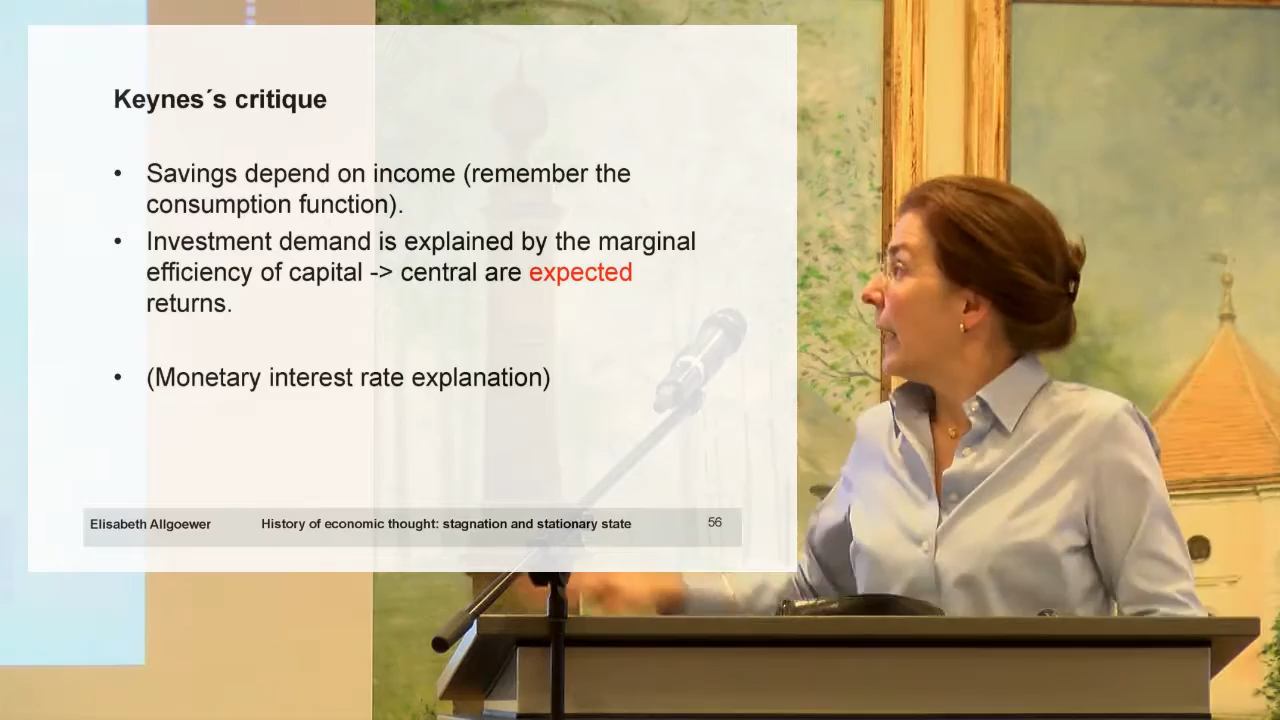 Keynes´s critique
• Savings depend on income (remember the
consumption function).
• Investment demand is explained by the marginal
efficiency of capital -> central are expected
returns.
• (Monetary interest rate explanation)
Elisabeth Allgoewer History of economic thought: stagnation and stationary state 56